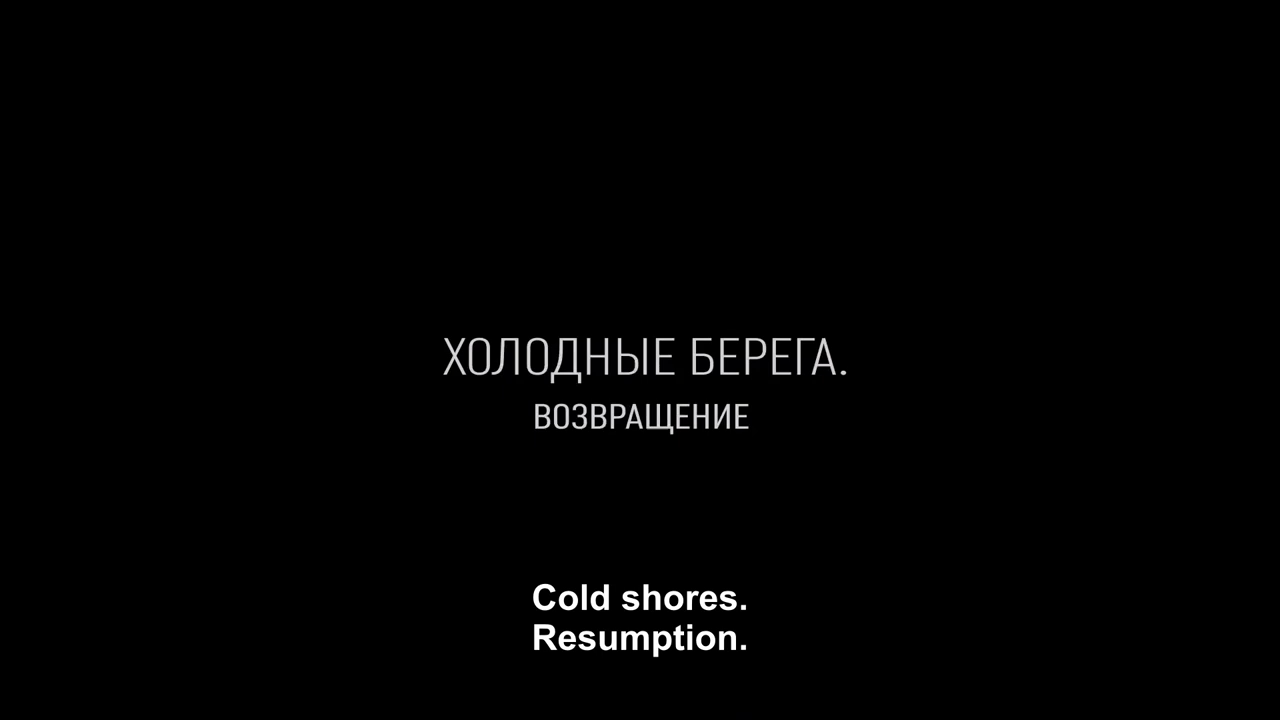 ХОЛОДНЫЕ БЕРЕГА.
ВОЗВРАЩЕНИЕ
Cold shores.
Resumption.